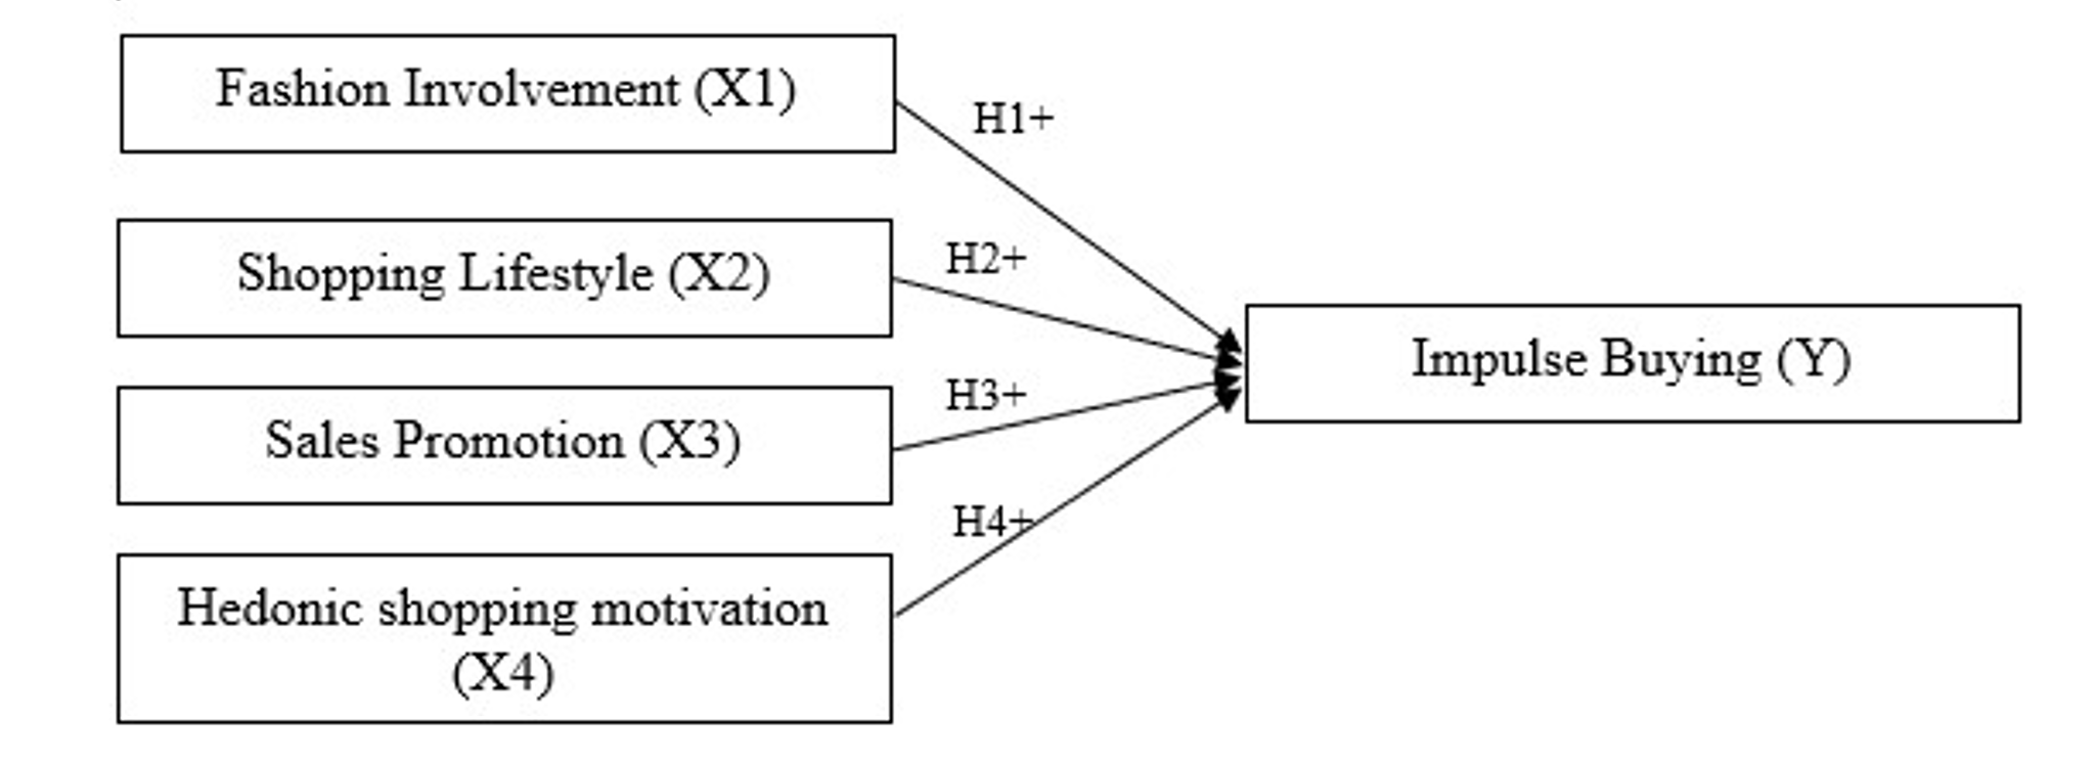 Fashion Involvement (X1)
H1+
Shopping Lifestyle (X2)
H2+
Impulse Buying (Y)
Sales Promotion (X3)
H3+
H4+
Hedonic shopping motivation
(X4)